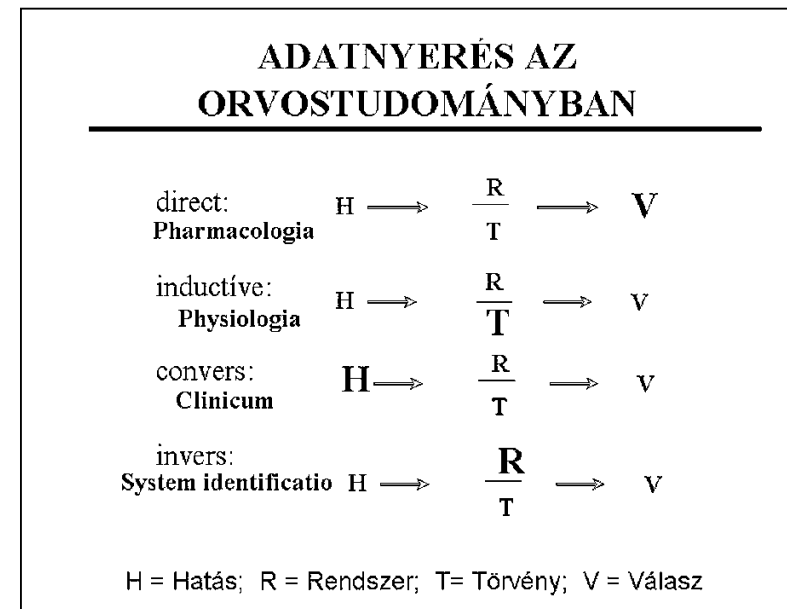 ADATNYERÉS AZ
ORVOSTUDOMÁNYBAN
direct: H ⟹ R/T ⟹ V
Pharmacologia
inductíve: H ⟹ R/T ⟹ V
Physiologia
convers: H ⟹ R/T ⟹ V
Clinicum
invers:
System identificatio H ⟹ R/T ⟹ V
H = Hatás; R = Rendszer; T= Törvény; V = Válasz